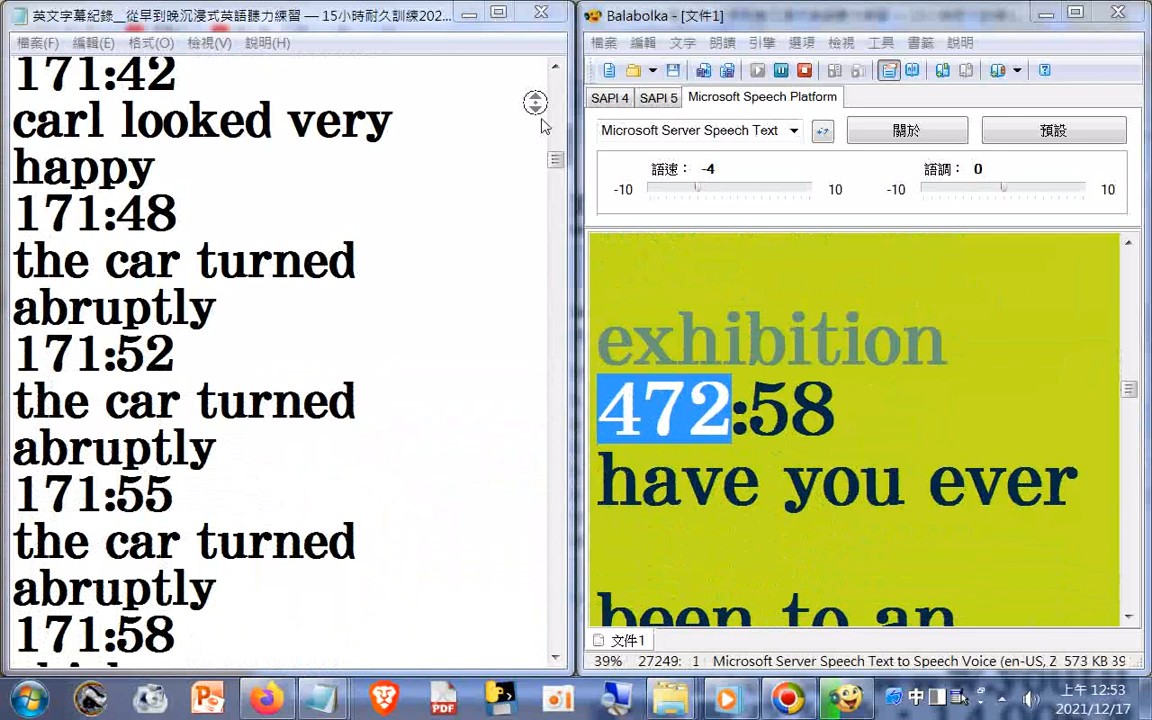 英文字幕紀錄__從早到晚沉浸式英語聽力練習 — 15小時耐久訓練202...
檔案(F) 編輯(E) 格式(O) 檢視(V) 說明(H)
171:42
carl looked very
happy
171:48
the car turned
abruptly
171:52
the car turned
abruptly
171:55
the car turned
abruptly
171:58
Balabolka - [文件1]
檔案 編輯 文字 朗讀 引擎 選項 檢視 工具 書籤 說明
SAPI 4 SAPI 5 Microsoft Speech Platform
Microsoft Server Speech Text 關於 預設
語速： -4 語調： 0
-10 10 -10 10
exhibition
472:58
have you ever
been to an
文件1
39% 27249: 1 Microsoft Server Speech Text to Speech Voice (en-US, Z 573 KB 39
PDF
中
上午 12:53
2021/12/17